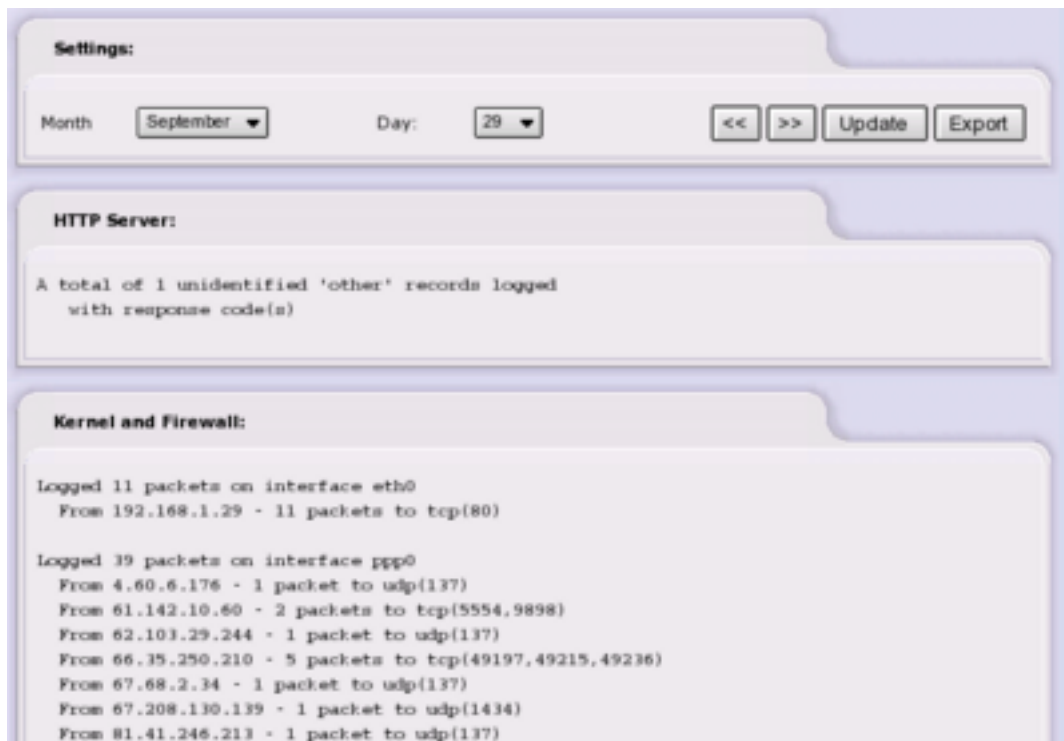 Settings:
Month September Day: 29 << >> Update Export
HTTP Server:
A total of 1 unidentified 'other' records logged
with response code(s)
Kernel and Firewall:
Logged 11 packets on interface eth0
From 192.168.1.29 - 11 packets to tcp(80)
Logged 39 packets on interface ppp0
From 4.60.6.176 - 1 packet to udp(137)
From 61.142.10.60 - 2 packets to tcp(5554,9898)
From 62.103.29.244 - 1 packet to udp(137)
From 66.35.250.210 - 5 packets to tcp(49197,49215,49236)
From 67.68.2.34 - 1 packet to udp(137)
From 67.208.130.139 - 1 packet to udp(1434)
From 81.41.246.213 - 1 packet to udp(137)